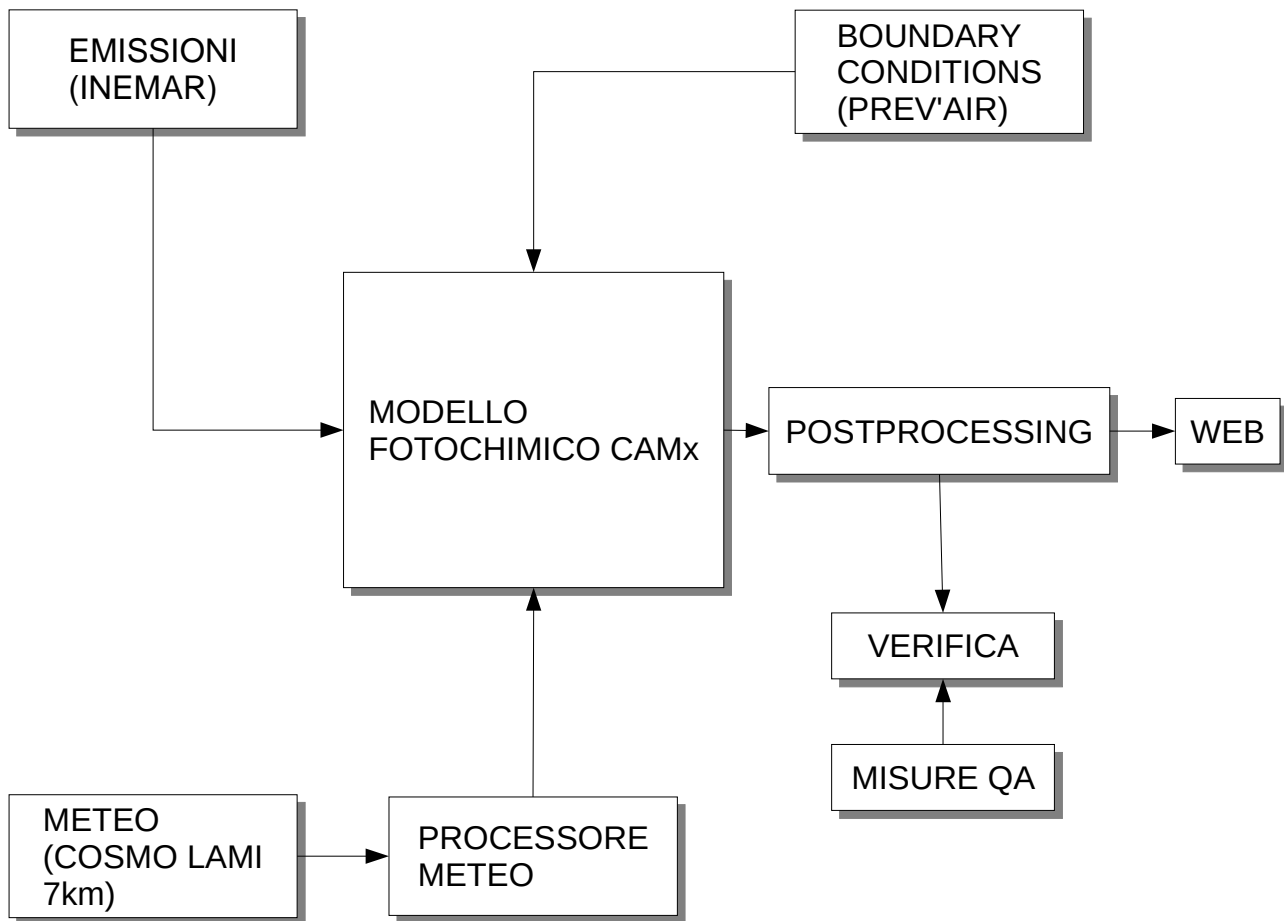 EMISSIONI
(INEMAR)
BOUNDARY
CONDITIONS
(PREV'AIR)
MODELLO
FOTOCHIMICO CAMx
POSTPROCESSING
WEB
VERIFICA
MISURE QA
METEO
(COSMO LAMI
7km)
PROCESSORE
METEO